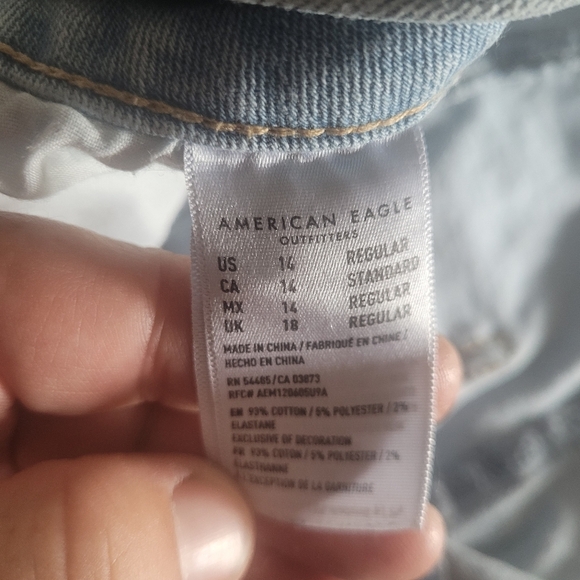 AMERICAN EAGLE
OUTFITTERS
US 14 REGULAR
CA 14 STANDARD
MX 14 REGULAR
UK 18 REGULAR
MADE IN CHINA / FABRIQUÉ EN CHINE /
HECHO EN CHINA
RN 54485/CA 03873
RFC# AEM120605U9A
EN 93% COTTON / 5% POLYESTER / 2%
ELASTANE
EXCLUSIVE OF DECORATION
FR 93% COTON / 5% POLYESTER / 2%
ELASTHANNE
À L'EXCEPTION DE LA GARNITURE